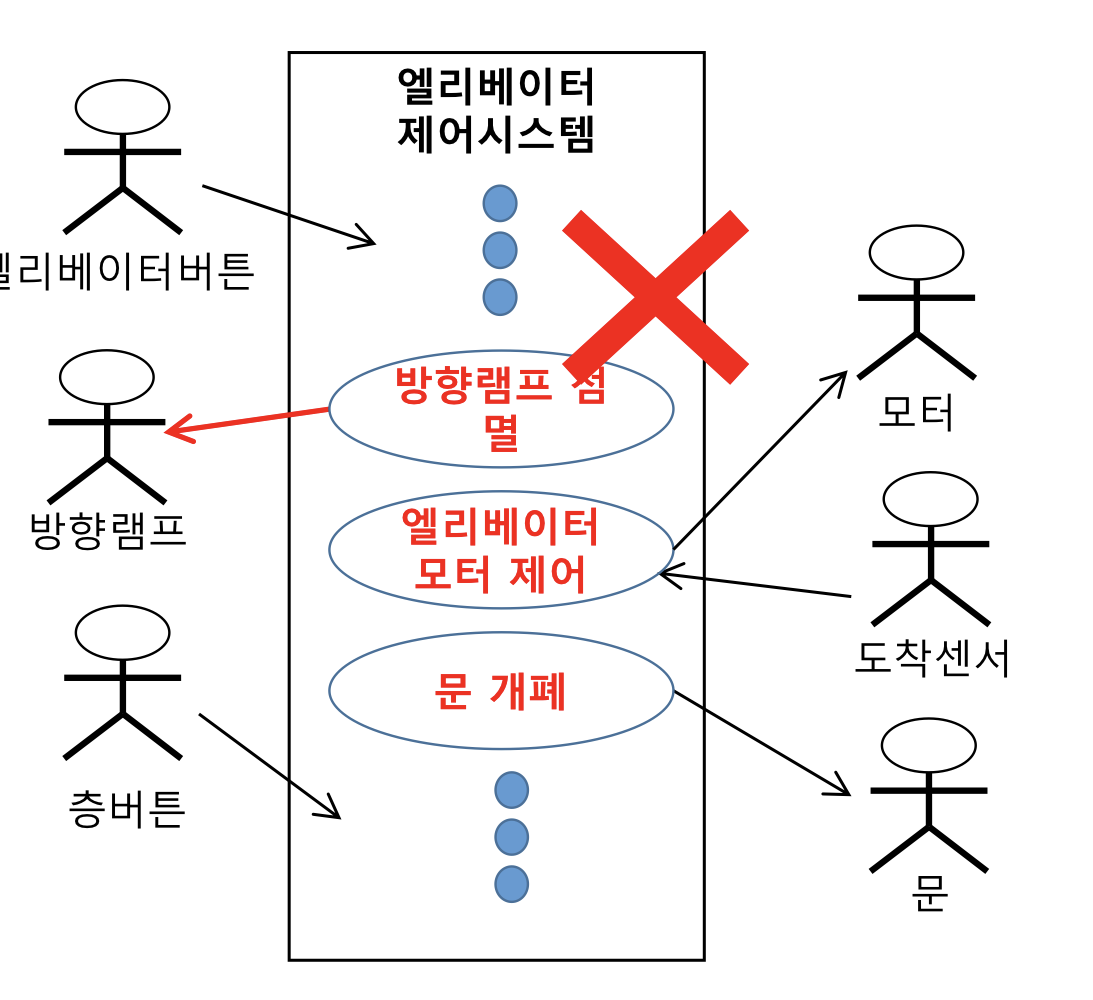 엘리베이터
제어시스템
엘리베이터버튼
방향램프 점
멸
방향램프
모터
엘리베이터
모터 제어
도착센서
문 개폐
층버튼
문